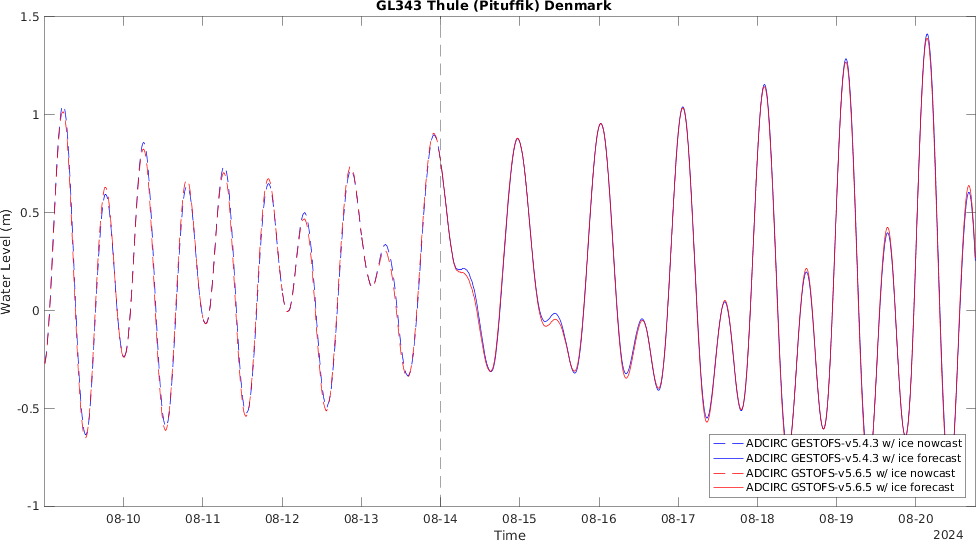 GL343 Thule (Pituffik) Denmark
1.5
1
0.5
0
-0.5
-1
Water Level (m)
ADCIRC GESTOFS-v5.4.3 w/ ice nowcast
ADCIRC GESTOFS-v5.4.3 w/ ice forecast
ADCIRC GSTOFS-v5.6.5 w/ ice nowcast
ADCIRC GSTOFS-v5.6.5 w/ ice forecast
08-10 08-11 08-12 08-13 08-14 08-15 08-16 08-17 08-18 08-19 08-20
Time
2024